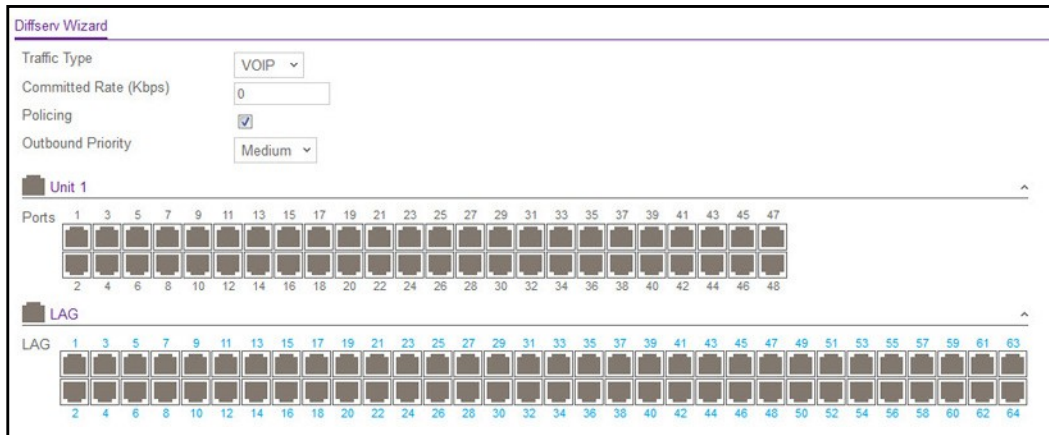 Diffserv Wizard
Traffic Type VOIP
Committed Rate (Kbps) 0
Policing
Outbound Priority Medium
Unit 1
Ports 1 3 5 7 9 11 13 15 17 19 21 23 25 27 29 31 33 35 37 39 41 43 45 47
2 4 6 8 10 12 14 16 18 20 22 24 26 28 30 32 34 36 38 40 42 44 46 48
LAG
LAG 1 3 5 7 9 11 13 15 17 19 21 23 25 27 29 31 33 35 37 39 41 43 45 47 49 51 53 55 57 59 61 63
2 4 6 8 10 12 14 16 18 20 22 24 26 28 30 32 34 36 38 40 42 44 46 48 50 52 54 56 58 60 62 64